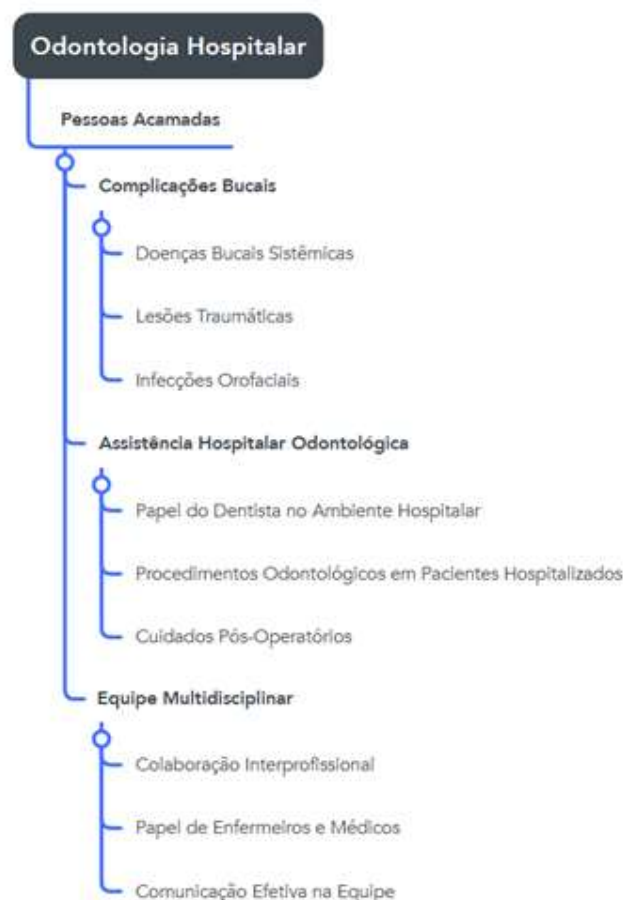 Odontologia Hospitalar
Pessoas Acamadas
Complicações Bucais
Doenças Bucais Sistêmicas
Lesões Traumáticas
Infecções Orofaciais
Assistência Hospitalar Odontológica
Papel do Dentista no Ambiente Hospitalar
Procedimentos Odontológicos em Pacientes Hospitalizados
Cuidados Pós-Operatórios
Equipe Multidisciplinar
Colaboração Interprofissional
Papel de Enfermeiros e Médicos
Comunicação Efetiva na Equipe